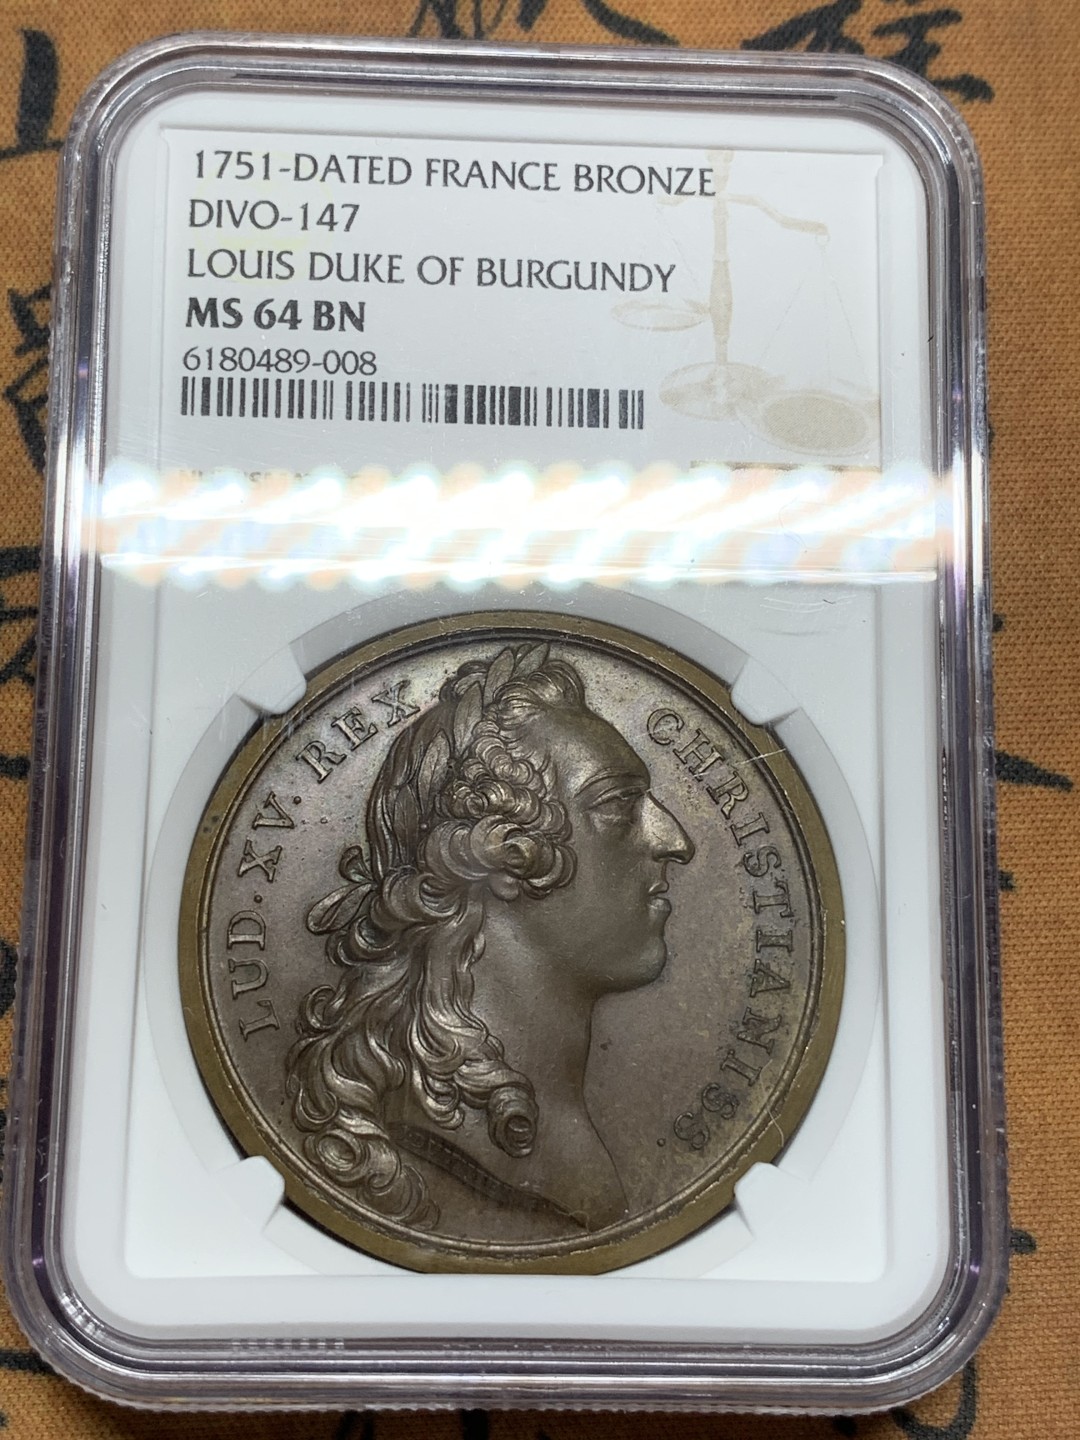 1751-DATED FRANCE BRONZE
DIVO-147
LOUIS DUKE OF BURGUNDY
MS 64 BN
6180489-008
LUD. XV. REX
CHRISTIANISS.